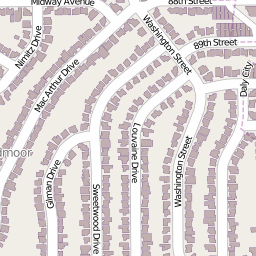 Midway Avenue
88th Street
Washington Street
89th Street
Nimitz Drive
Mac Arthur Drive
Daly City
dmoor
Gilman Drive
Louvaine Drive
Washington Street
Sweetwood Drive